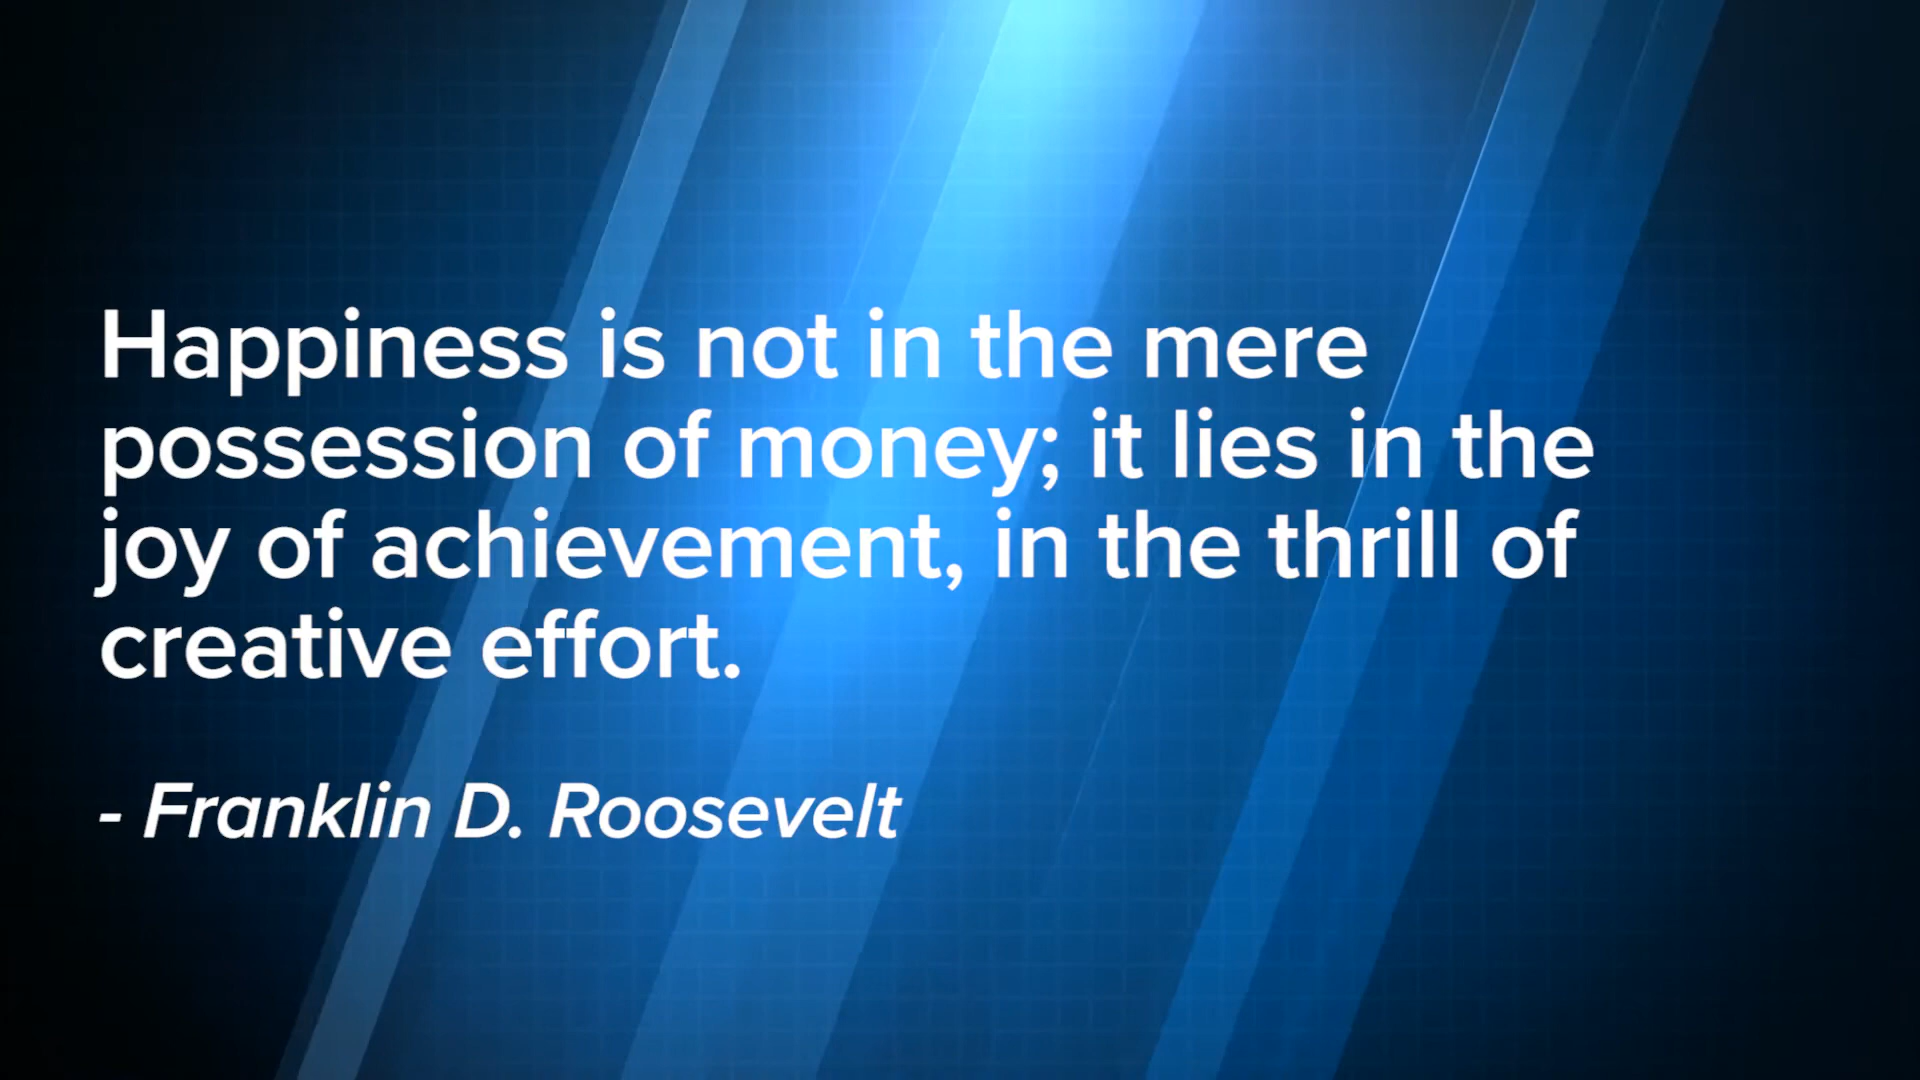 Happiness is not in the mere
possession of money; it lies in the
joy of achievement, in the thrill of
creative effort.
- Franklin D. Roosevelt